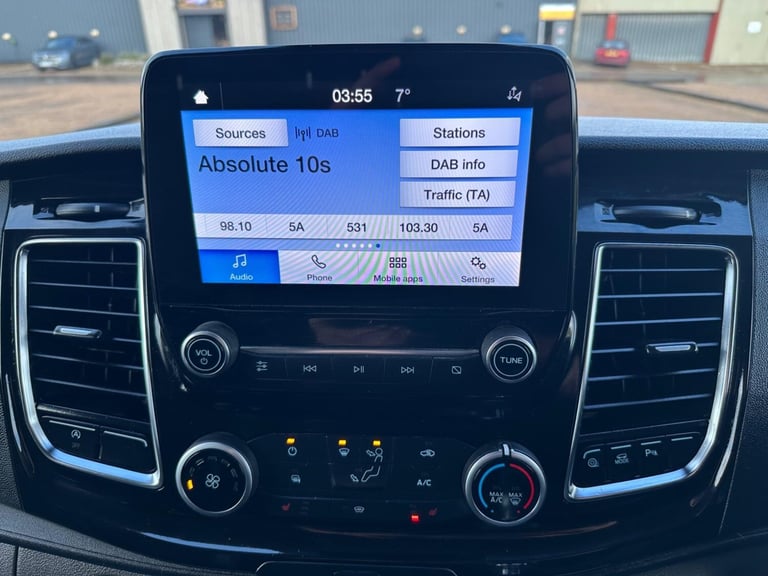 03:55 7°
Sources DAB Stations
Absolute 10s
DAB info
Traffic (TA)
98.10 5A 531 103.30 5A
Audio Phone Mobile apps Settings
VOL
TUNE
A/C
MAX A/C MAX
MODE